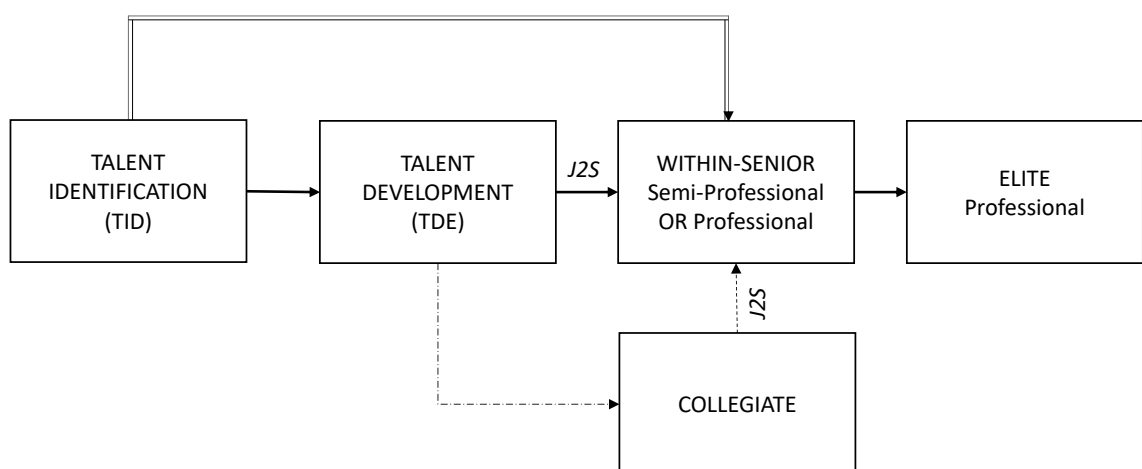 TALENT
IDENTIFICATION
(TID)
TALENT
DEVELOPMENT
(TDE)
J2S
WITHIN-SENIOR
Semi-Professional
OR Professional
ELITE
Professional
J2S
COLLEGIATE